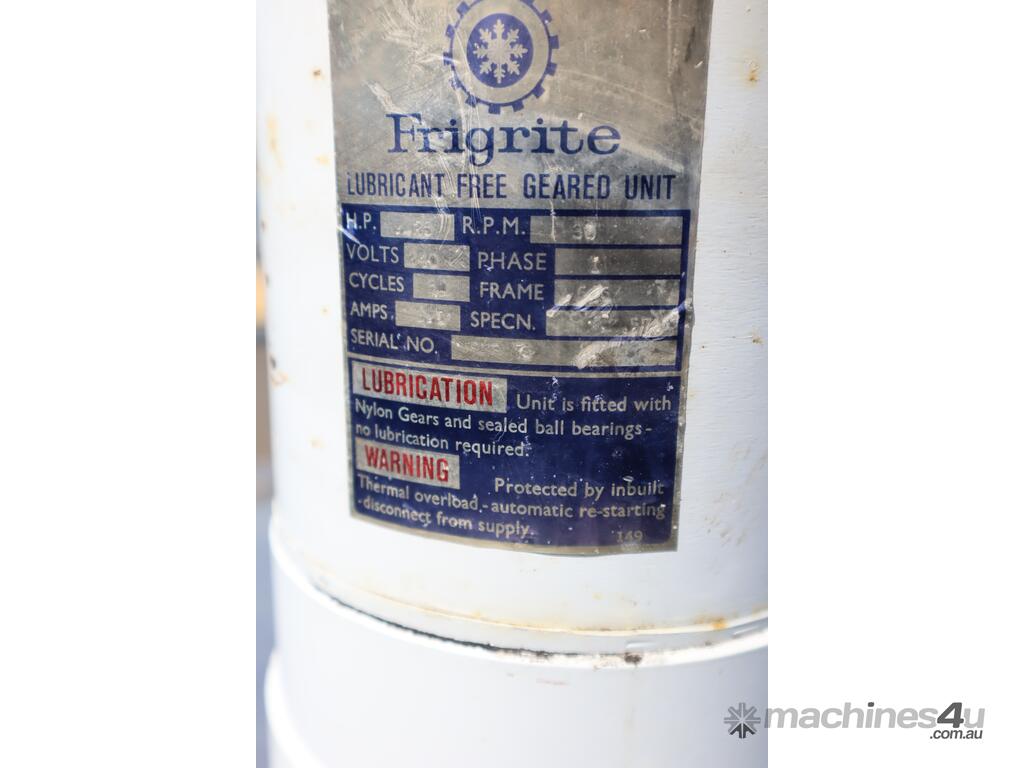 Frigrite
LUBRICANT FREE GEARED UNIT
H.P. R.P.M.
VOLTS PHASE
CYCLES FRAME
AMPS. SPECN.
SERIAL NO.
LUBRICATION Unit is fitted with
Nylon Gears and sealed ball bearings-
no lubrication required.
WARNING Protected by inbuilt
Thermal overload - automatic re-starting
- disconnect from supply.
149
machines4u
.com.au